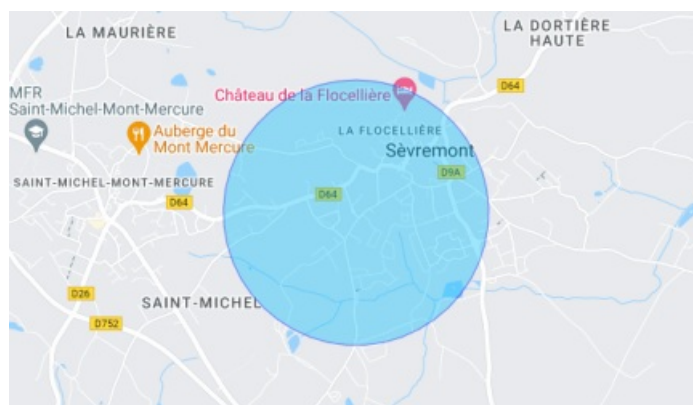 LA MAURIÈRE
LA DORTIÈRE
HAUTE
D64
Château de la Flocellière
MFR
Saint-Michel-Mont-Mercure
Auberge du
Mont Mercure
LA FLOCELLIÈRE
Sèvremont
D9A
SAINT-MICHEL-MONT-MERCURE
D64
D64
D26
SAINT-MICHEL
D752